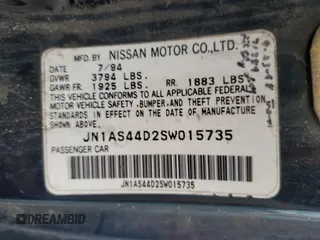 MFD. BY NISSAN MOTOR CO., LTD.
DATE 7/94
GVWR 3794 LBS.
GAWR FR. 1925 LBS. RR. 1883 LBS
THIS VEHICLE CONFORMS TO ALL
APPLICABLE FEDERAL MOTOR
VEHICLE SAFETY, BUMPER, AND THEFT
PREVENTION STANDARDS IN EFFECT
ON THE DATE OF MANUFACTURE
JN1AS44D2SW015735
PASSENGER CAR
JN1AS44D2SW015735
DREAMBID